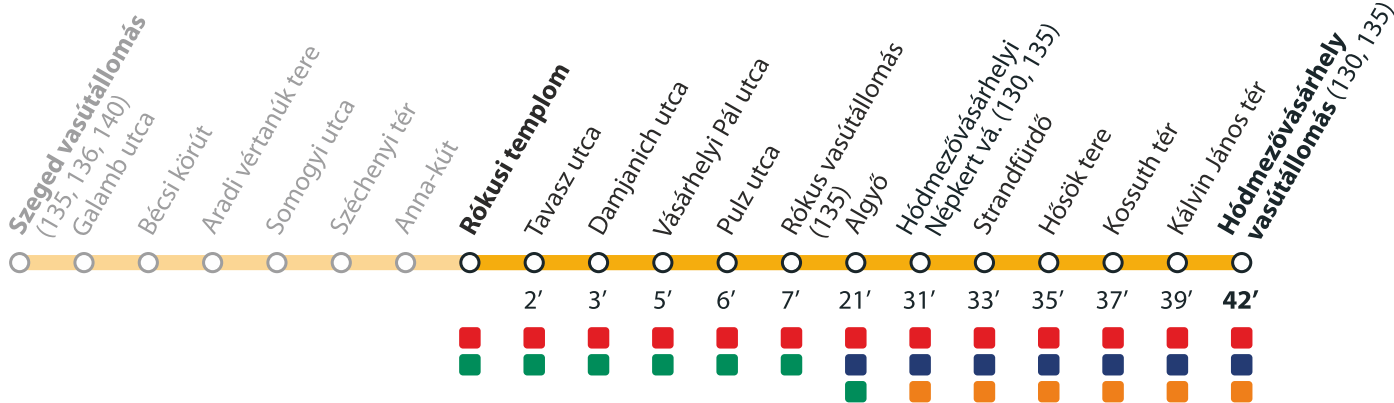 Szeged vasútállomás
(135, 136, 140)
Galamb utca
Bécsi körút
Aradi vértanúk tere
Somogyi utca
Széchenyi tér
Anna-kút
Rókusi templom
Tavasz utca
Damjanich utca
Vásárhelyi Pál utca
Pulz utca
Rókus vasútállomás
(135)
Algyő
Hódmezővásárhelyi
Népkert vá. (130, 135)
Strandfürdő
Hősök tere
Kossuth tér
Kálvin János tér
Hódmezővásárhely
vasútállomás (130, 135)
2’ 3’ 5’ 6’ 7’ 21’ 31’ 33’ 35’ 37’ 39’ 42’